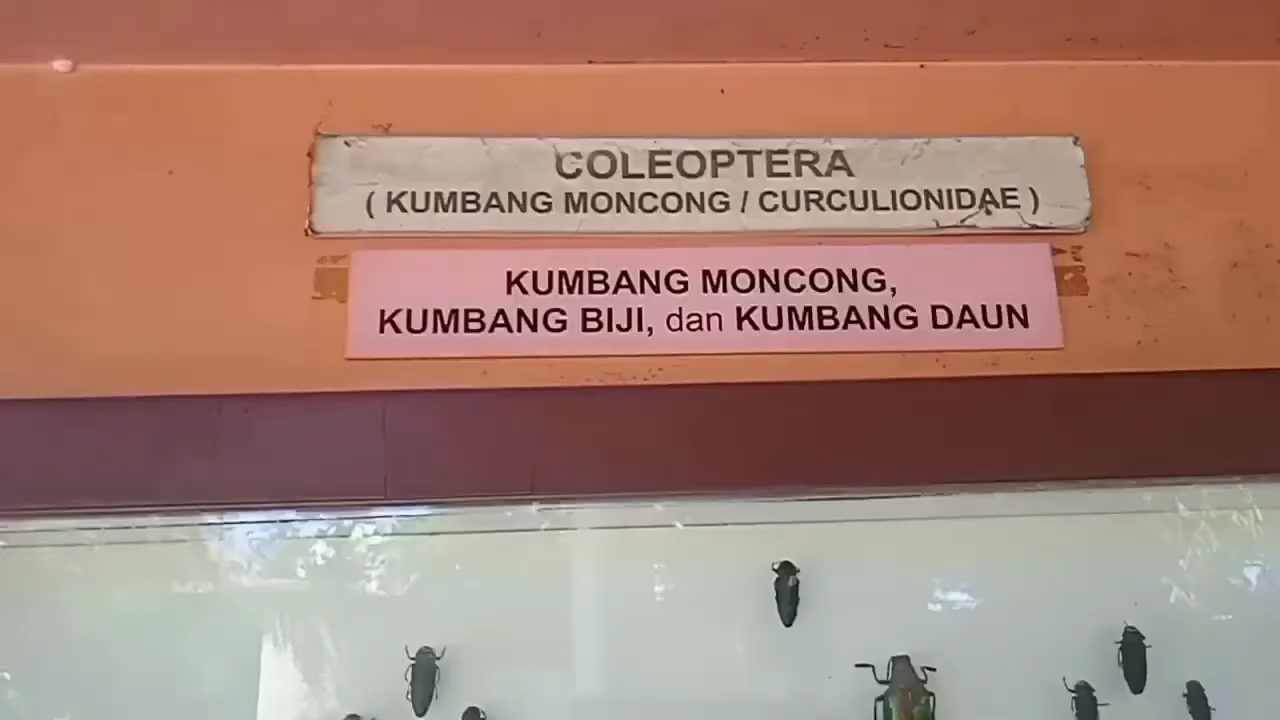 COLEOPTERA
( KUMBANG MONCONG / CURCULIONIDAE )
KUMBANG MONCONG,
KUMBANG BIJI, dan KUMBANG DAUN